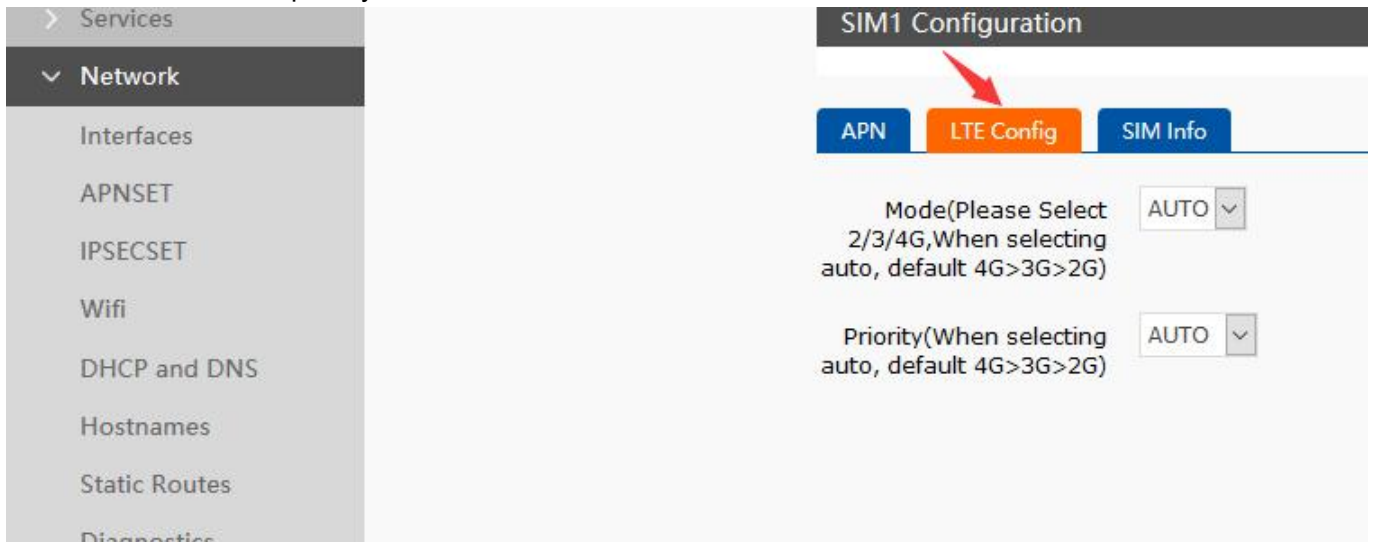 Services
Network
Interfaces
APNSET
IPSECSET
Wifi
DHCP and DNS
Hostnames
Static Routes
Diagnostics
SIM1 Configuration
APN
LTE Config
SIM Info
Mode(Please Select
2/3/4G,When selecting
auto, default 4G>3G>2G)
AUTO
Priority(When selecting
auto, default 4G>3G>2G)
AUTO